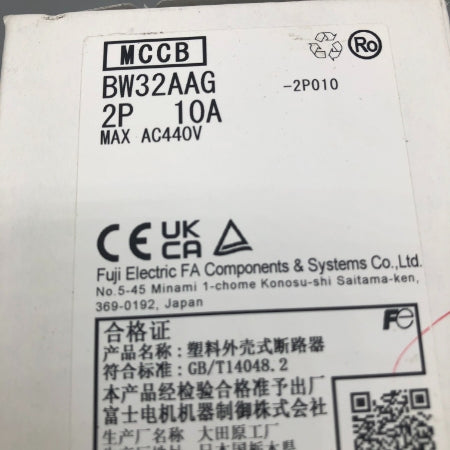 MCCB
BW32AAG -2P010
2P 10A
MAX AC440V
CE UK CA
Fuji Electric FA Components & Systems Co.,Ltd.
No.5-45 Minami 1-chome Konosu-shi Saitama-ken,
369-0192, Japan
合格证
产品名称: 塑料外壳式断路器
符合标准: GB/T14048.2
本产品经检验合格准予出厂
富士电机机器制御株式会社
生产厂名称 大田原工厂